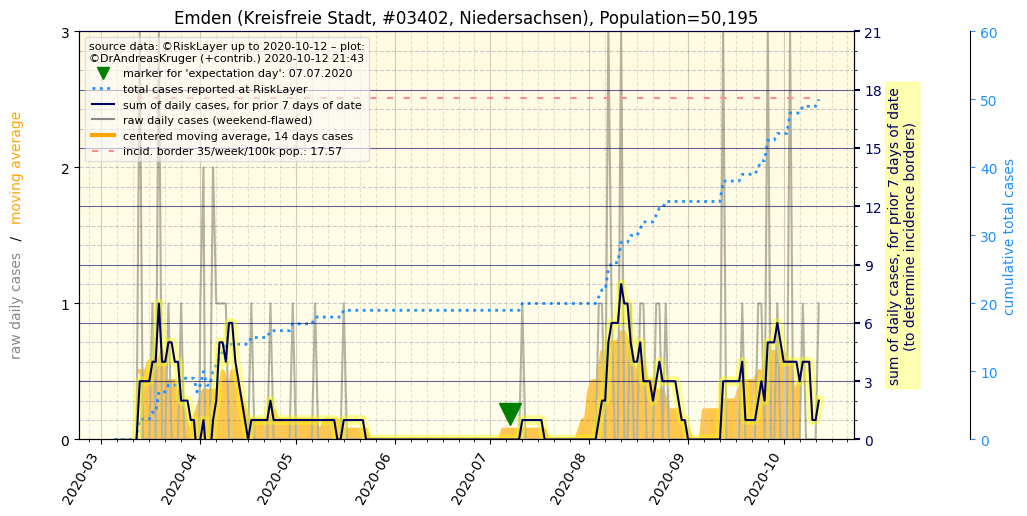 Emden (Kreisfreie Stadt, #03402, Niedersachsen), Population=50,195
source data: ©RiskLayer up to 2020-10-12 – plot:
©DrAndreasKruger (+contrib.) 2020-10-12 21:43
marker for 'expectation day': 07.07.2020
total cases reported at RiskLayer
sum of daily cases, for prior 7 days of date
raw daily cases (weekend-flawed)
centered moving average, 14 days cases
incid. border 35/week/100k pop.: 17.57
raw daily cases / moving average
3
2
1
0
21
18
15
12
9
6
3
0
sum of daily cases, for prior 7 days of date
(to determine incidence borders)
60
50
40
30
20
10
0
cumulative total cases
2020-03
2020-04
2020-05
2020-06
2020-07
2020-08
2020-09
2020-10